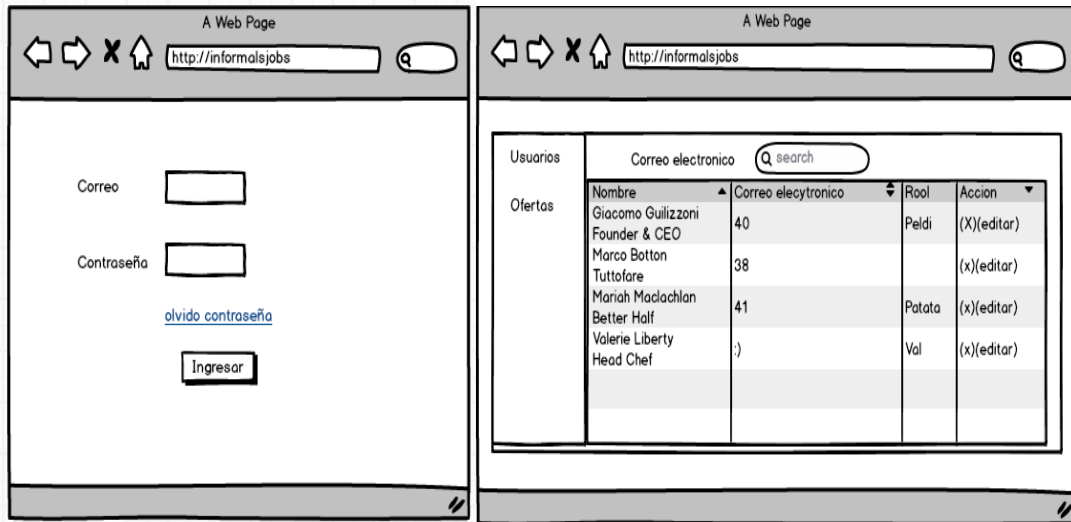 A Web Page
http://informalsjobs
Correo
Contraseña
olvido contraseña
Ingresar
A Web Page
http://informalsjobs
Usuarios
Ofertas
Correo electronico
search
Nombre Correo elecytronico Rool Accion
Giacomo Guilizzoni
Founder & CEO
40 Peldi (X)(editar)
Marco Botton
Tuttofare
38 (x)(editar)
Mariah Maclachlan
Better Half
41 Patata (x)(editar)
Valerie Liberty
Head Chef
:) Val (x)(editar)